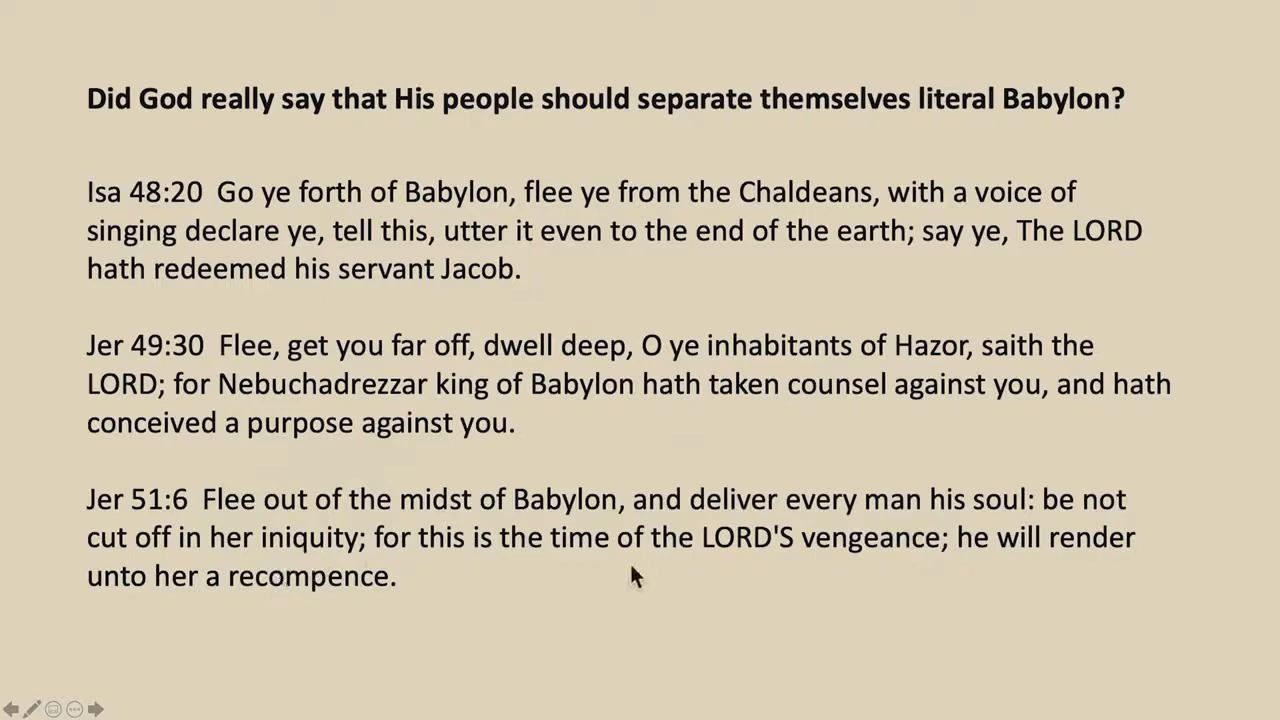 Did God really say that His people should separate themselves literal Babylon?
Isa 48:20  Go ye forth of Babylon, flee ye from the Chaldeans, with a voice of
singing declare ye, tell this, utter it even to the end of the earth; say ye, The LORD
hath redeemed his servant Jacob.
Jer 49:30  Flee, get you far off, dwell deep, O ye inhabitants of Hazor, saith the
LORD; for Nebuchadrezzar king of Babylon hath taken counsel against you, and hath
conceived a purpose against you.
Jer 51:6  Flee out of the midst of Babylon, and deliver every man his soul: be not
cut off in her iniquity; for this is the time of the LORD'S vengeance; he will render
unto her a recompence.